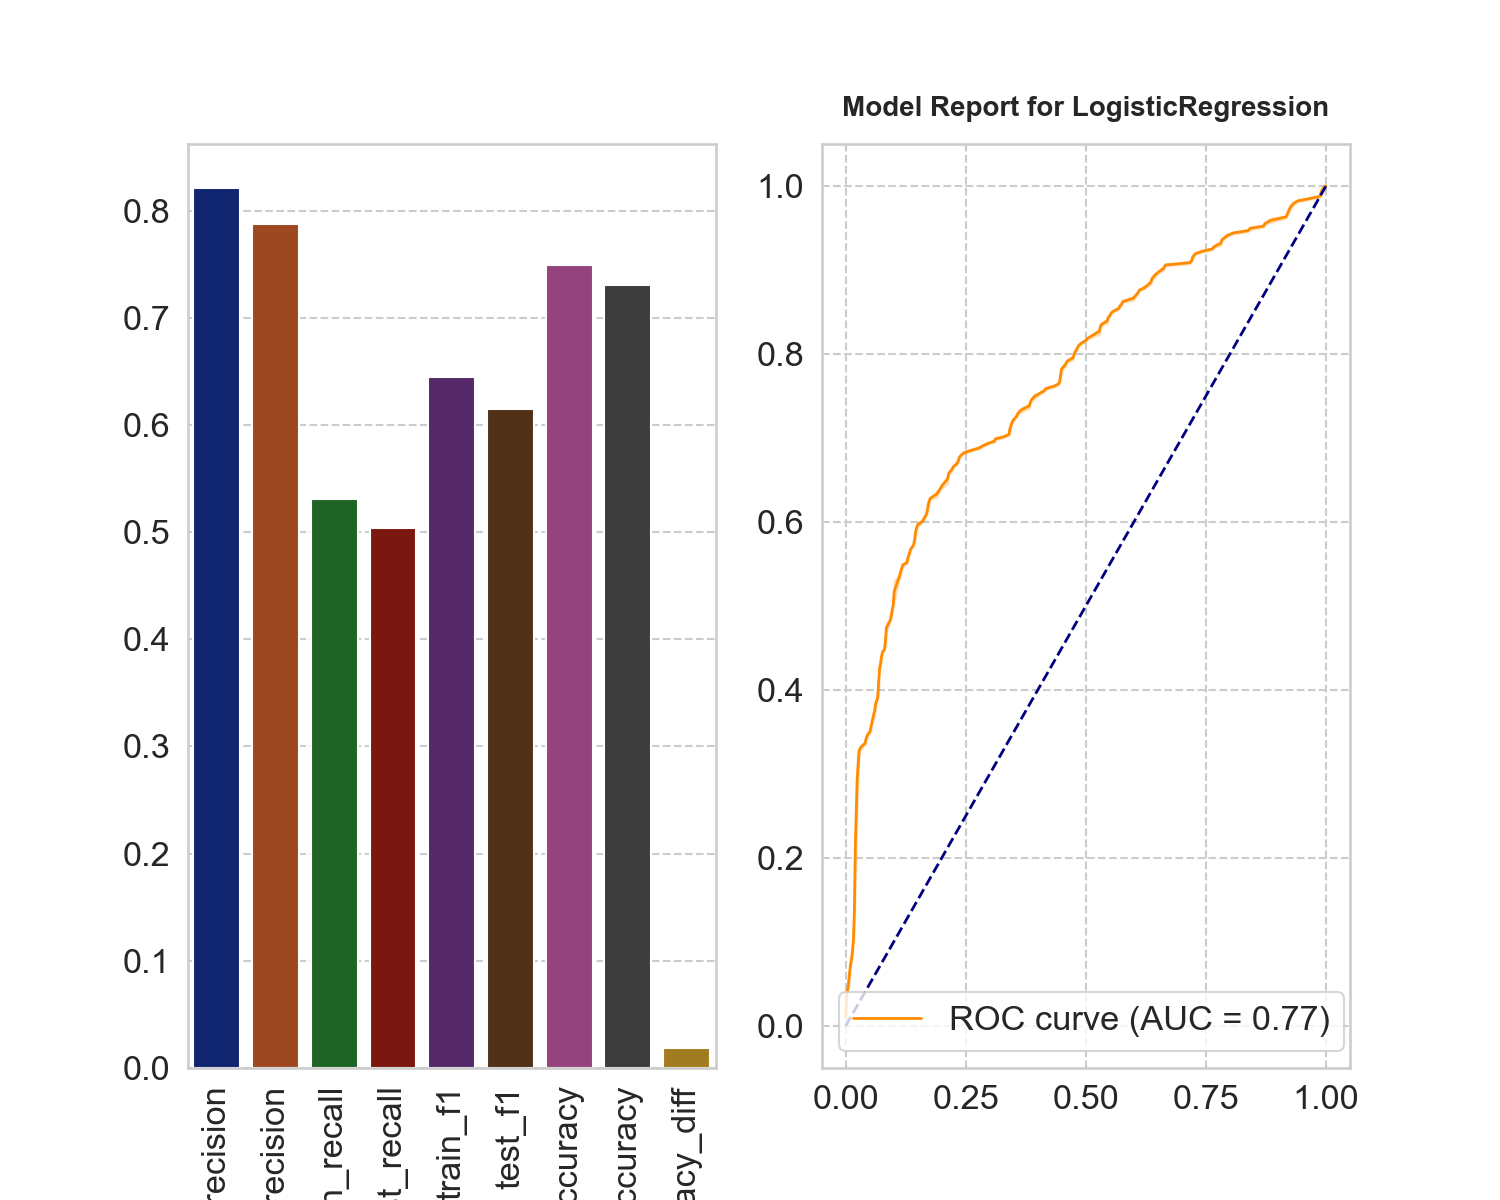 Model Report for LogisticRegression
0.8
0.7
0.6
0.5
0.4
0.3
0.2
0.1
0.0
recision
recision
n_recall
t_recall
train_f1
test_f1
ccuracy
ccuracy
acy_diff
1.0
0.8
0.6
0.4
0.2
0.0
ROC curve (AUC = 0.77)
0.00 0.25 0.50 0.75 1.00